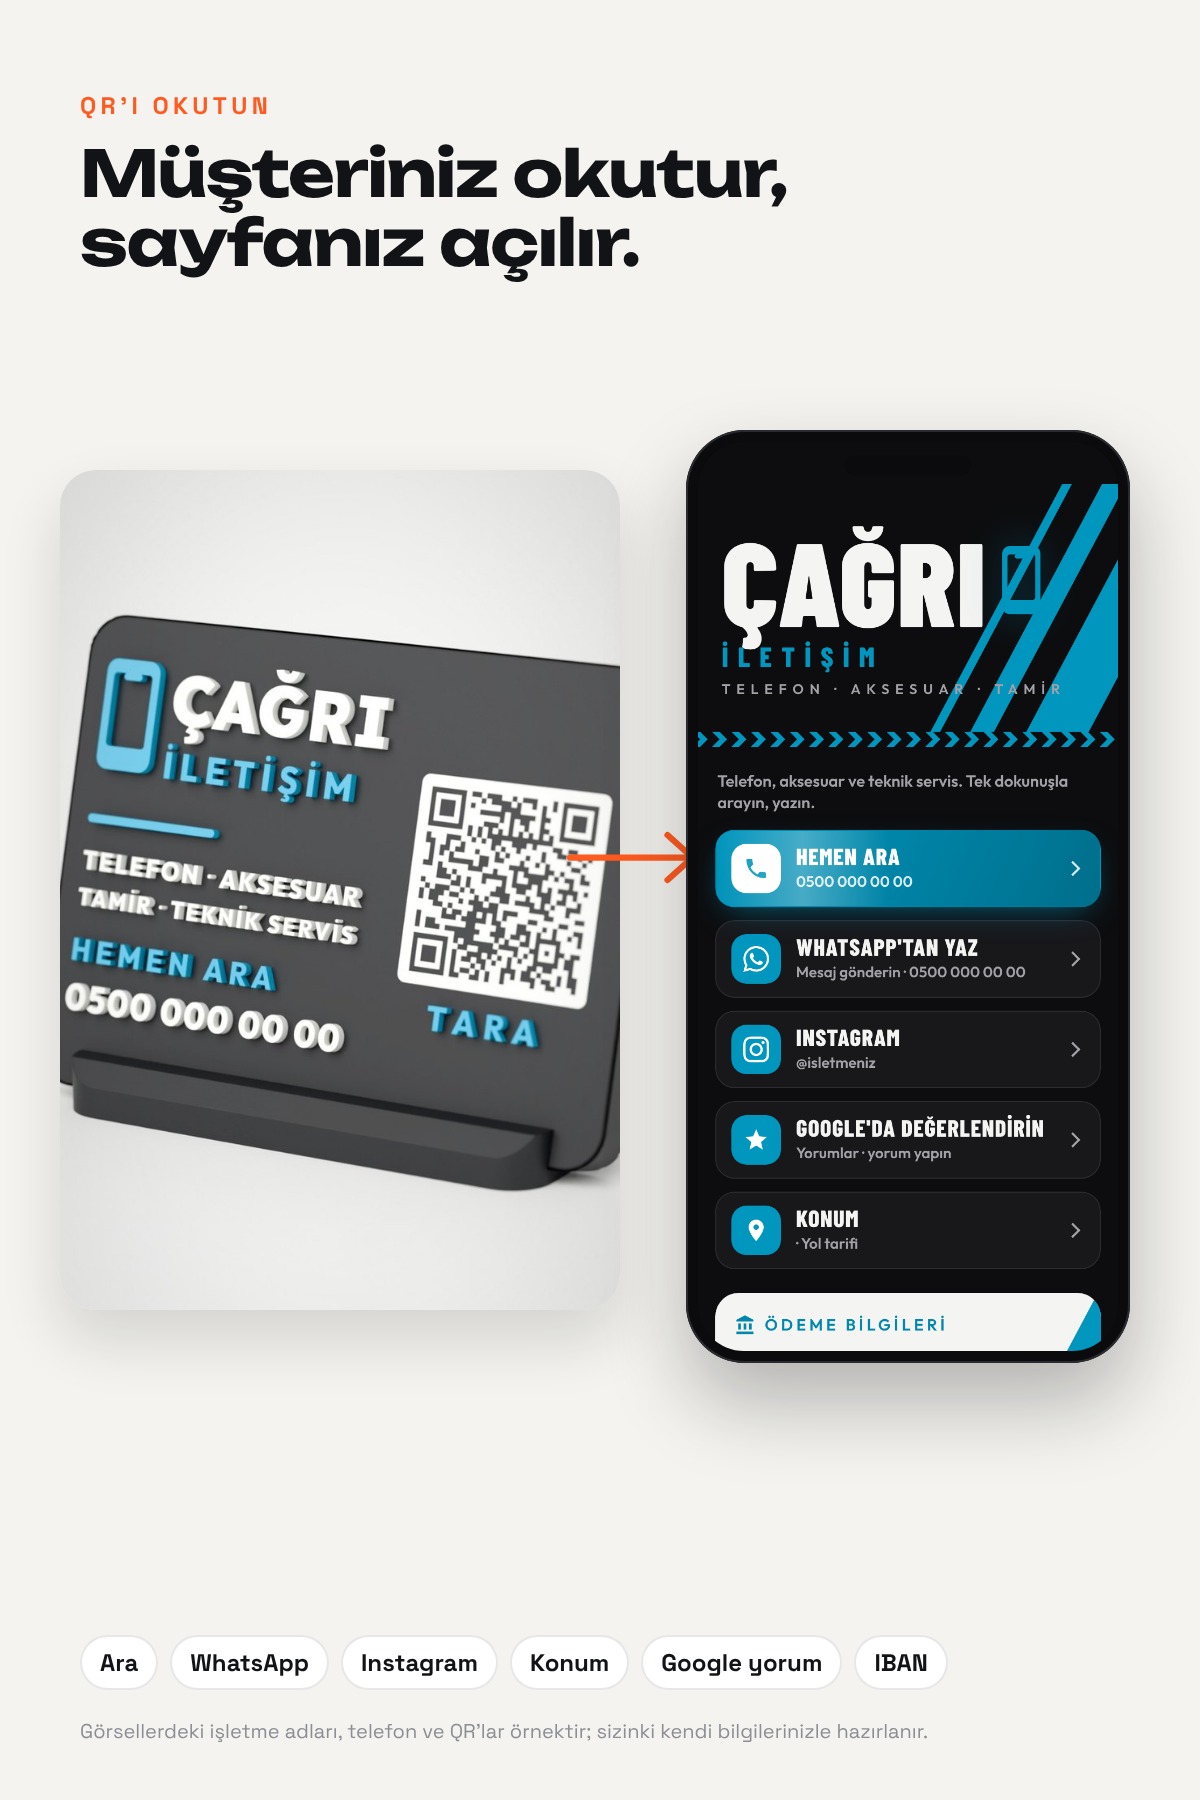 QR'I OKUTUN
Müşteriniz okutur,
sayfanız açılır.
ÇAĞRI
İLETİŞİM
TELEFON - AKSESUAR
TAMİR - TEKNİK SERVİS
HEMEN ARA
0500 000 00 00
TARA
ÇAĞRI
İLETİŞİM
TELEFON · AKSESUAR · TAMİR
Telefon, aksesuar ve teknik servis. Tek dokunuşla
arayın, yazın.
HEMEN ARA
0500 000 00 00
WHATSAPP'TAN YAZ
Mesaj gönderin · 0500 000 00 00
INSTAGRAM
@isletmeniz
GOOGLE'DA DEĞERLENDİRİN
Yorumlar · yorum yapın
KONUM
· Yol tarifi
ÖDEME BİLGİLERİ
Ara
WhatsApp
Instagram
Konum
Google yorum
IBAN
Görsellerdeki işletme adları, telefon ve QR'lar örnektir; sizinki kendi bilgilerinizle hazırlanır.